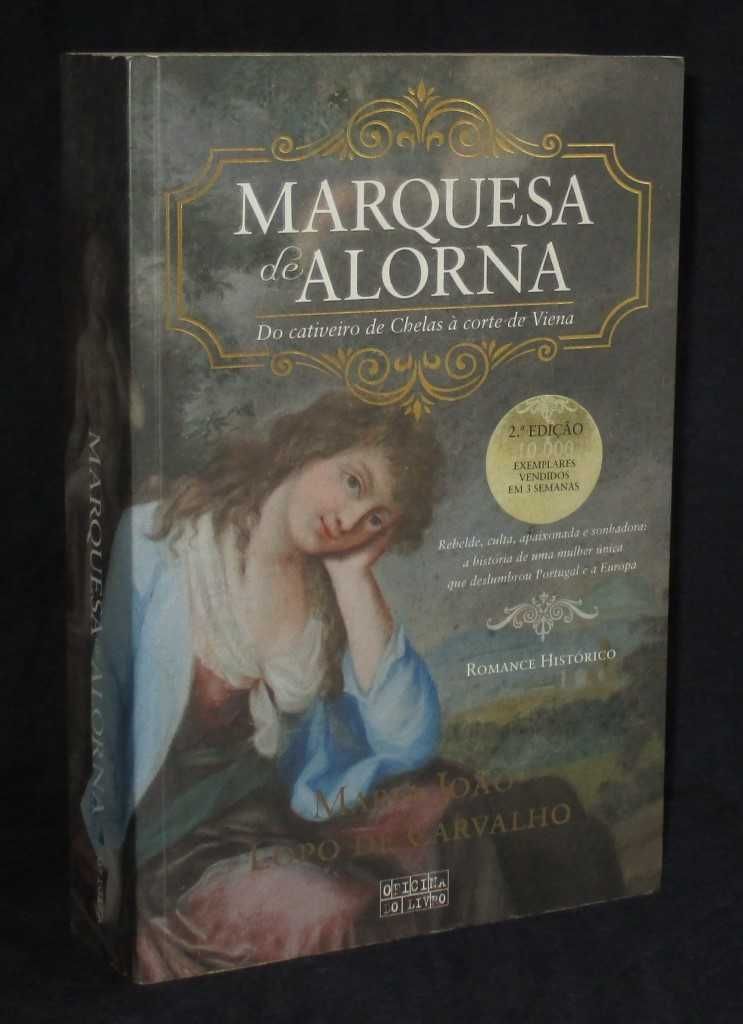 MARQUESA
de ALORNA
Do cativeiro de Chelas à corte de Viena
2.ª EDIÇÃO
10 000
EXEMPLARES
VENDIDOS
EM 3 SEMANAS
Rebelde, culta, apaixonada e sonhadora:
a história de uma mulher única
que deslumbrou Portugal e a Europa
ROMANCE HISTÓRICO
MARIA JOÃO
LOPO DE CARVALHO
OFICINA
DO LIVRO
MARQUESA DE ALORNA